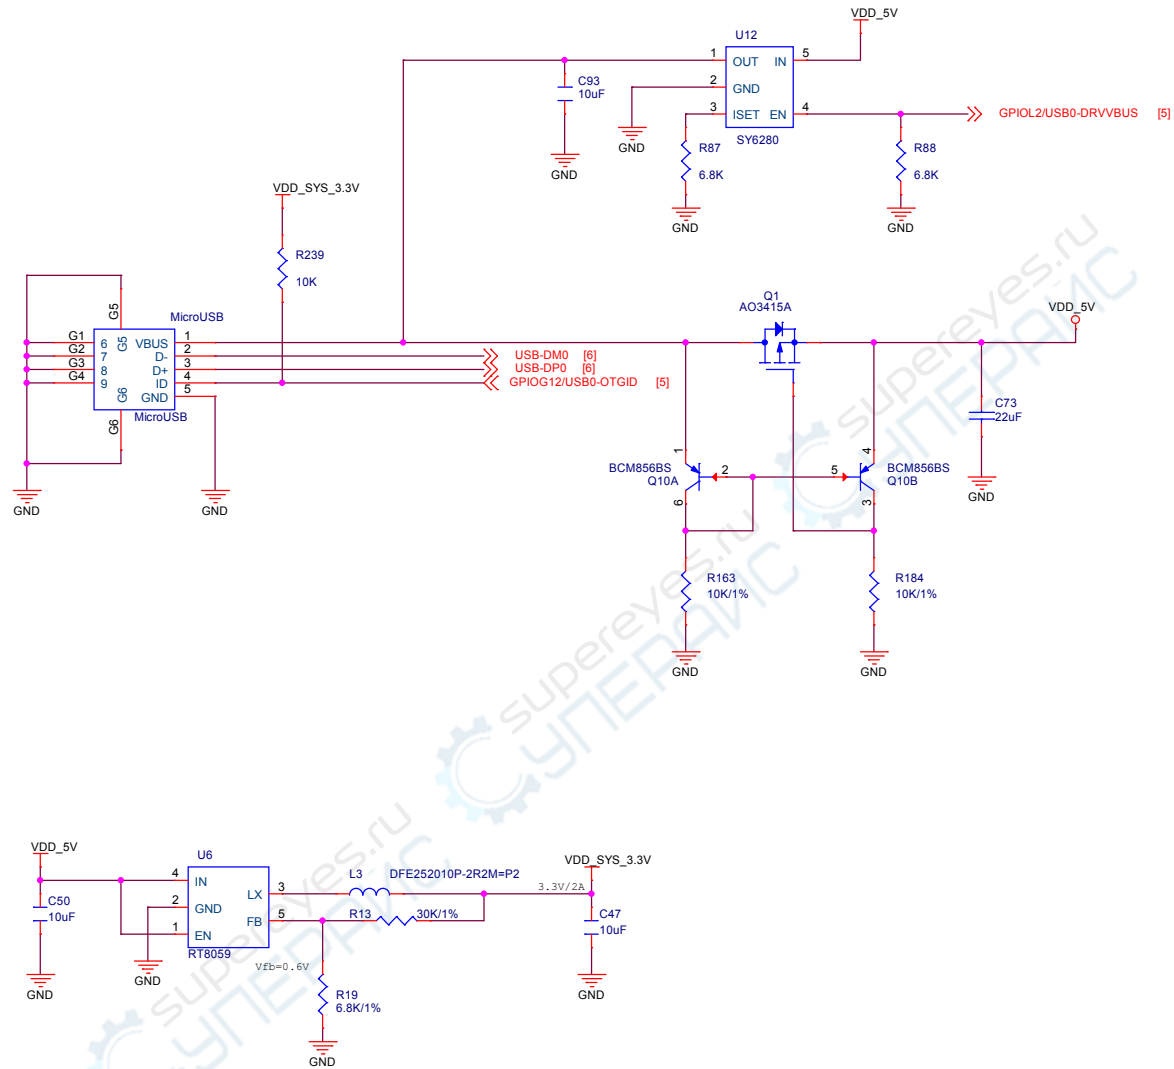 VDD_5V
U12
1 OUT IN 5
2 GND
3 ISET EN 4
SY6280
C93
10uF
GND
GND
R87
6.8K
GND
R88
6.8K
GND
GPIOL2/USB0-DRVVBUS [5]
VDD_SYS_3.3V
R239
10K
MicroUSB
G5
G5
G1 6 VBUS 1
G2 7 D- 2
G3 8 D+ 3
G4 9 ID 4
GND 5
G6
G6
MicroUSB
GND
GND
USB-DM0 [6]
USB-DP0 [6]
GPIOG12/USB0-OTGID [5]
Q1
AO3415A
VDD_5V
C73
22uF
GND
1
BCM856BS
Q10A
2
6
5
4
BCM856BS
Q10B
3
R163
10K/1%
GND
R184
10K/1%
GND
supereyes.ru
СУПЕРАЙС
supereyes.ru
СУПЕРАЙС
supereyes.ru
СУПЕРАЙС
VDD_5V
C50
10uF
GND
U6
4 IN
2 GND
1 EN
LX 3
FB 5
RT8059
GND
L3 DFE252010P-2R2M=P2
R13 30K/1%
Vfb=0.6V
R19
6.8K/1%
GND
VDD_SYS_3.3V
3.3V/2A
C47
10uF
GND